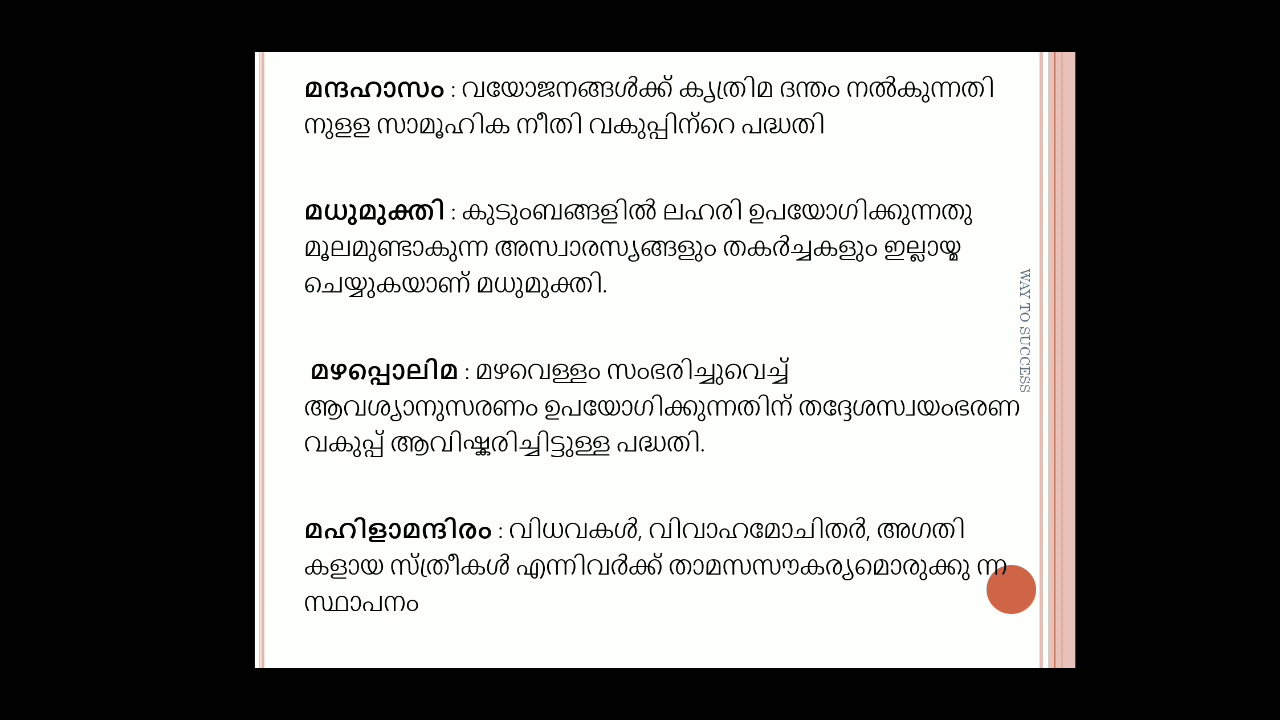 മന്ദഹാസം : വയോജനങ്ങൾക്ക് കൃത്രിമ ദന്തം നൽകുന്നതി
നുളള സാമൂഹിക നീതി വകുപ്പിന്റെ പദ്ധതി
മധുമുക്തി : കുടുംബങ്ങളിൽ ലഹരി ഉപയോഗിക്കുന്നതു
മൂലമുണ്ടാകുന്ന അസ്വാരസ്യങ്ങളും തകർച്ചകളും ഇല്ലായ്മ
ചെയ്യുകയാണ് മധുമുക്തി.
മഴപ്പൊലിമ : മഴവെള്ളം സംഭരിച്ചുവെച്ച്
ആവശ്യാനുസരണം ഉപയോഗിക്കുന്നതിന് തദ്ദേശസ്വയംഭരണ
വകുപ്പ് ആവിഷ്കരിച്ചിട്ടുള്ള പദ്ധതി.
മഹിളാമന്ദിരം : വിധവകൾ, വിവാഹമോചിതർ, അഗതി
കളായ സ്ത്രീകൾ എന്നിവർക്ക് താമസസൗകര്യമൊരുക്കു ന്ന
സ്ഥാപനം
WAY TO SUCCESS